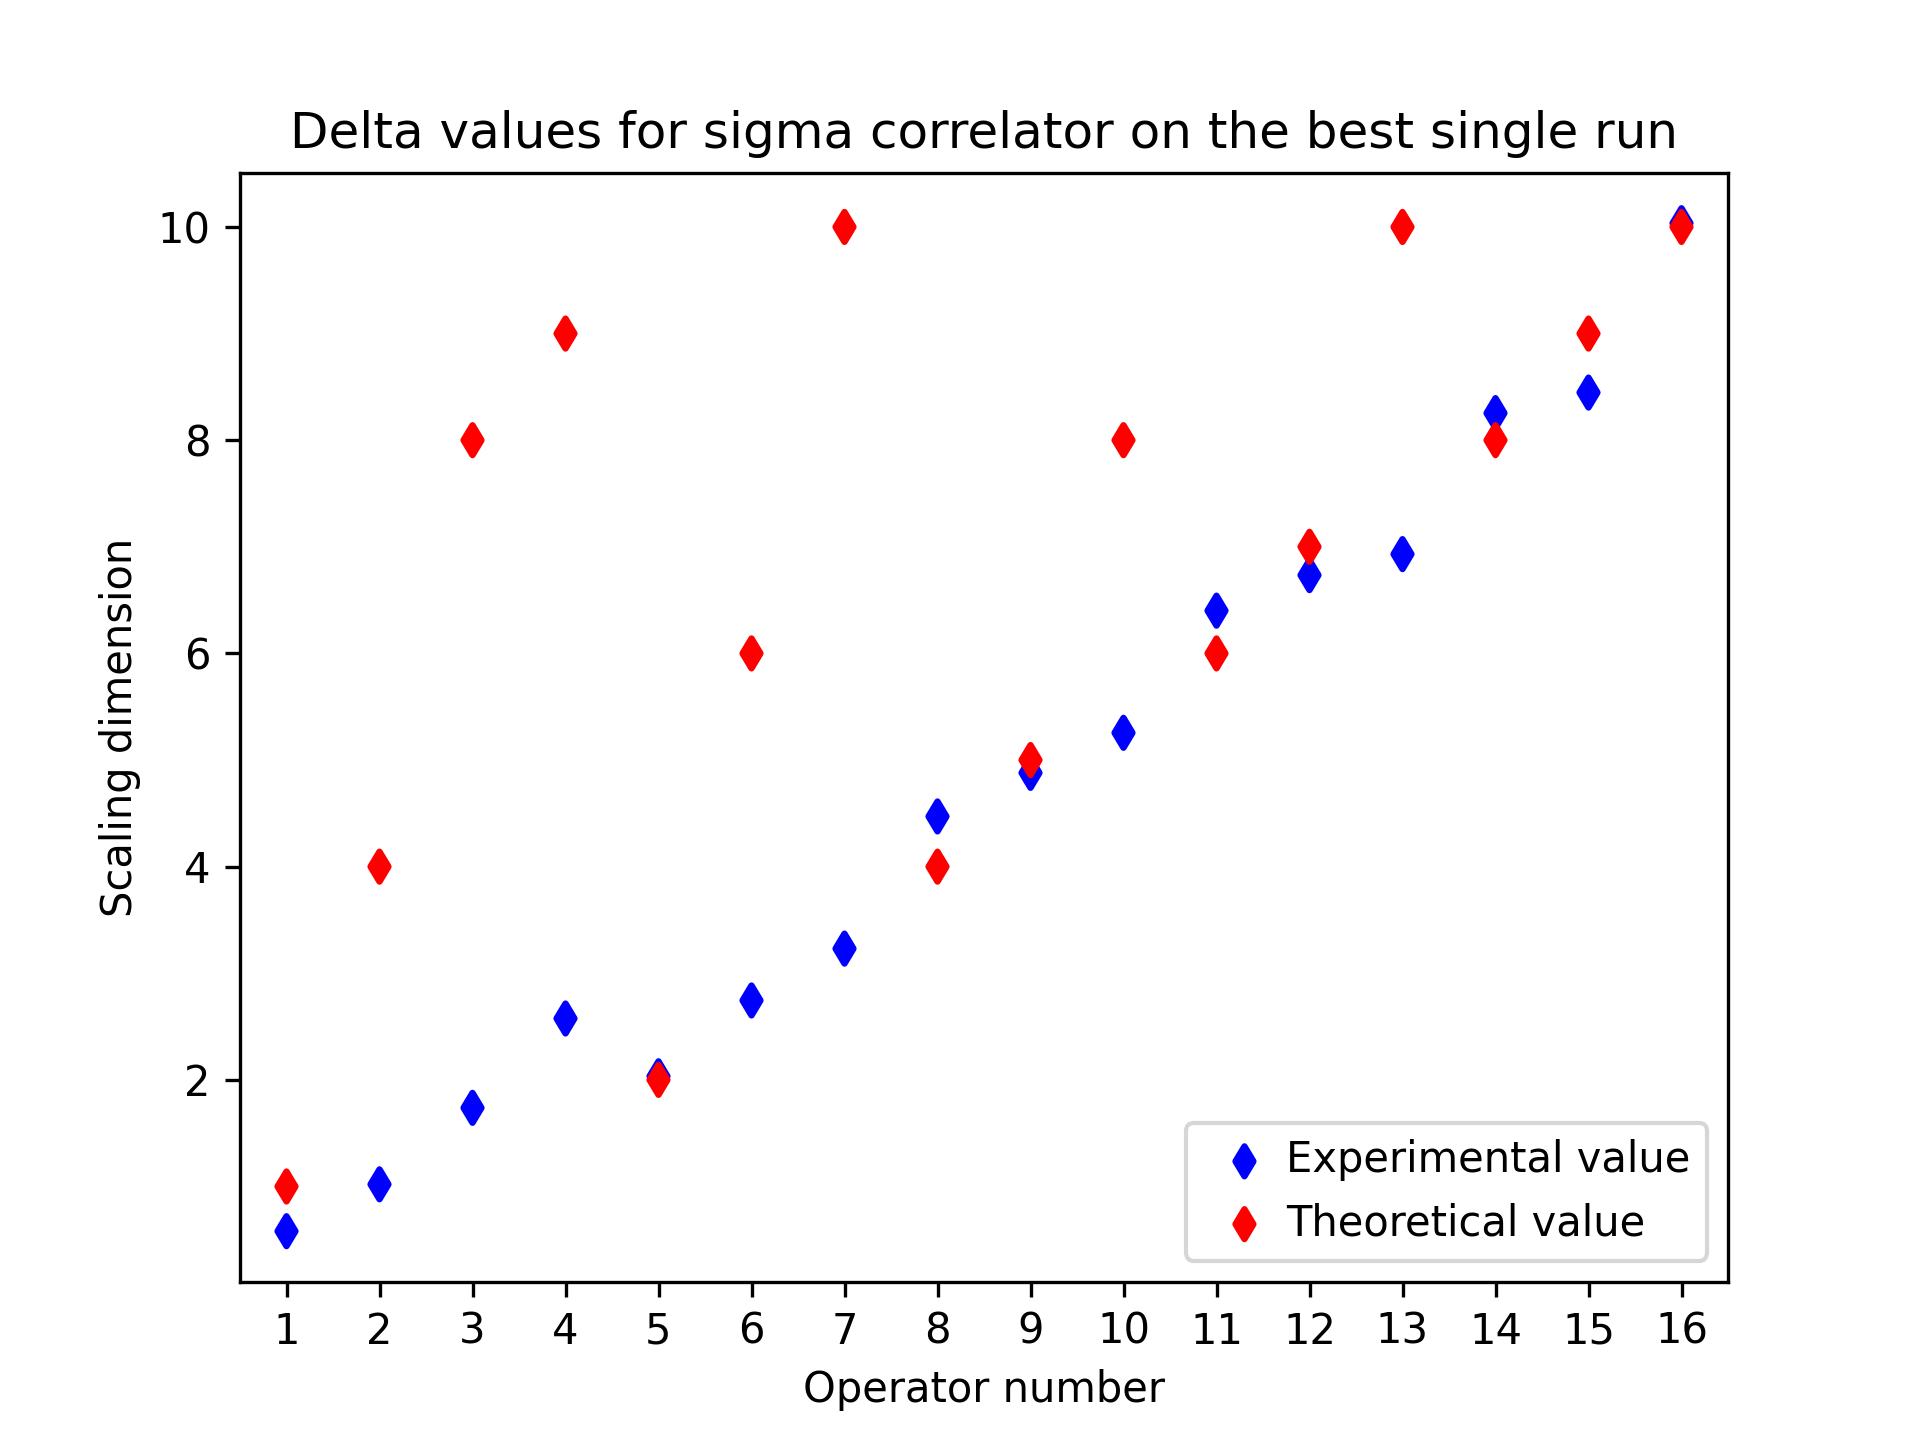 Delta values for sigma correlator on the best single run
10
8
6
4
2
Scaling dimension
Experimental value
Theoretical value
1 2 3 4 5 6 7 8 9 10 11 12 13 14 15 16
Operator number